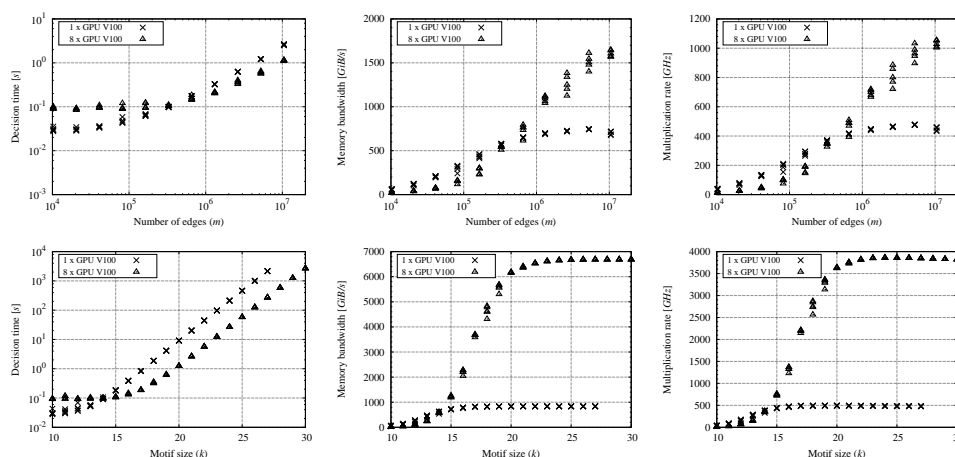 1 x GPU V100
8 x GPU V100
Decision time [s]
10^1
10^0
10^-1
10^-2
10^-3
10^4
10^5
10^6
10^7
Number of edges (m)
1 x GPU V100
8 x GPU V100
Memory bandwidth [GiB/s]
2000
1500
1000
500
0
10^4
10^5
10^6
10^7
Number of edges (m)
1 x GPU V100
8 x GPU V100
Multiplication rate [GHz]
1200
1000
800
600
400
200
0
10^4
10^5
10^6
10^7
Number of edges (m)
1 x GPU V100
8 x GPU V100
Decision time [s]
10^4
10^3
10^2
10^1
10^0
10^-1
10^-2
10
15
20
25
30
Motif size (k)
1 x GPU V100
8 x GPU V100
Memory bandwidth [GiB/s]
7000
6000
5000
4000
3000
2000
1000
0
10
15
20
25
30
Motif size (k)
1 x GPU V100
8 x GPU V100
Multiplication rate [GHz]
4000
3500
3000
2500
2000
1500
1000
500
0
10
15
20
25
30
Motif size (k)